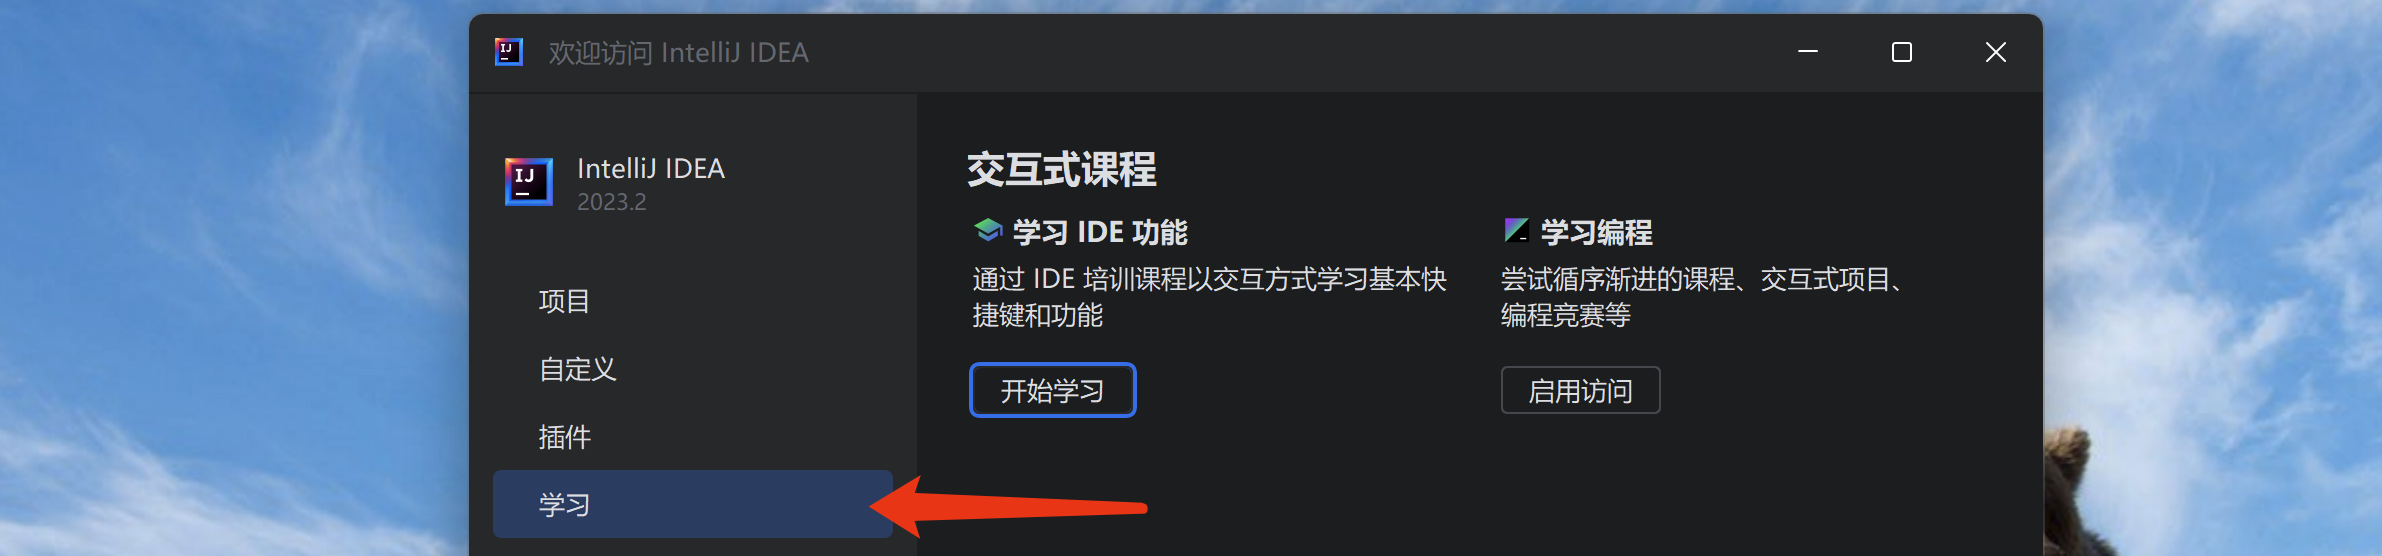 欢迎访问 IntelliJ IDEA
IntelliJ IDEA
2023.2
项目
自定义
插件
学习
交互式课程
学习 IDE 功能
通过 IDE 培训课程以交互方式学习基本快
捷键和功能
开始学习
学习编程
尝试循序渐进的课程、交互式项目、
编程竞赛等
启用访问